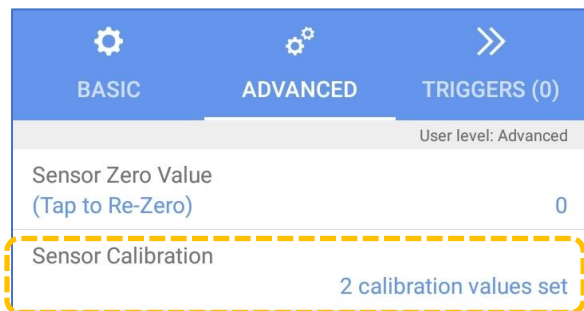 BASIC ADVANCED TRIGGERS (0)
User level: Advanced
Sensor Zero Value
(Tap to Re-Zero) 0
Sensor Calibration
2 calibration values set